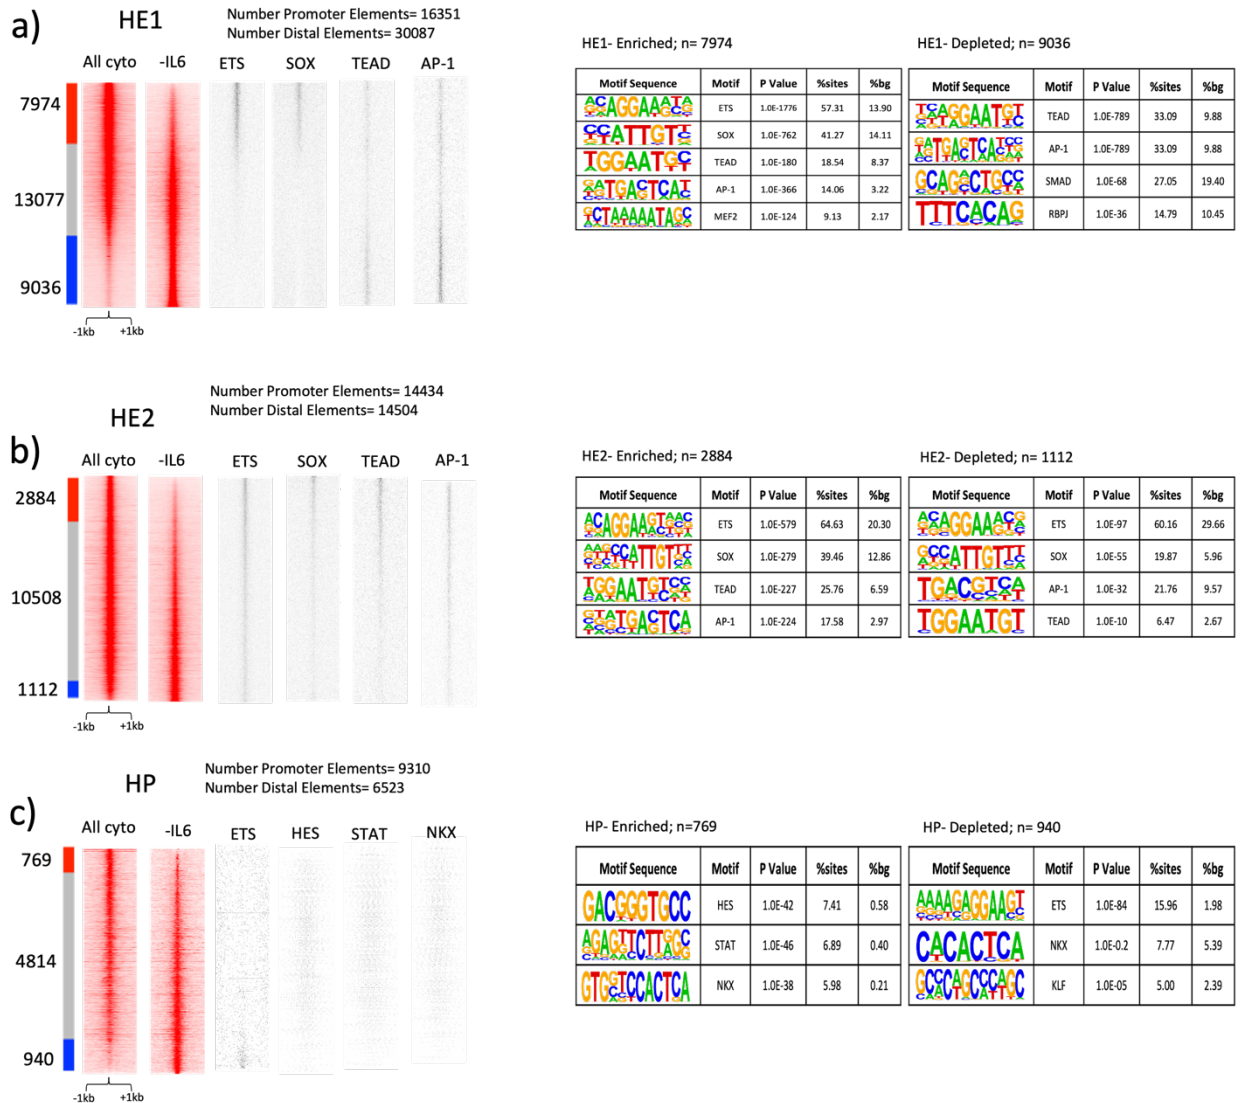 a)
HE1
Number Promoter Elements= 16351
Number Distal Elements= 30087
All cyto -IL6 ETS SOX TEAD AP-1
7974
13077
9036
-1kb +1kb
HE1- Enriched; n= 7974
Motif Sequence Motif P Value %sites %bg
ETS 1.0E-1776 57.31 13.90
SOX 1.0E-762 41.27 14.11
TEAD 1.0E-180 18.54 8.37
AP-1 1.0E-366 14.06 3.22
MEF2 1.0E-124 9.13 2.17
HE1- Depleted; n= 9036
Motif Sequence Motif P Value %sites %bg
TEAD 1.0E-789 33.09 9.88
AP-1 1.0E-789 33.09 9.88
SMAD 1.0E-68 27.05 19.40
TTTCACAG RBPJ 1.0E-36 14.79 10.45
b)
HE2
Number Promoter Elements= 14434
Number Distal Elements= 14504
All cyto -IL6 ETS SOX TEAD AP-1
2884
10508
1112
-1kb +1kb
HE2- Enriched; n= 2884
Motif Sequence Motif P Value %sites %bg
ETS 1.0E-579 64.63 20.30
SOX 1.0E-279 39.46 12.86
TEAD 1.0E-227 25.76 6.59
AP-1 1.0E-224 17.58 2.97
HE2- Depleted; n= 1112
Motif Sequence Motif P Value %sites %bg
ETS 1.0E-97 60.16 29.66
SOX 1.0E-55 19.87 5.96
AP-1 1.0E-32 21.76 9.57
TGGAATGT TEAD 1.0E-10 6.47 2.67
c)
HP
Number Promoter Elements= 9310
Number Distal Elements= 6523
All cyto -IL6 ETS HES STAT NKX
769
4814
940
-1kb +1kb
HP- Enriched; n=769
Motif Sequence Motif P Value %sites %bg
GACGGGTGCC HES 1.0E-42 7.41 0.58
STAT 1.0E-46 6.89 0.40
NKX 1.0E-38 5.98 0.21
HP- Depleted; n= 940
Motif Sequence Motif P Value %sites %bg
ETS 1.0E-84 15.96 1.98
CACACTCA NKX 1.0E-0.2 7.77 5.39
KLF 1.0E-05 5.00 2.39